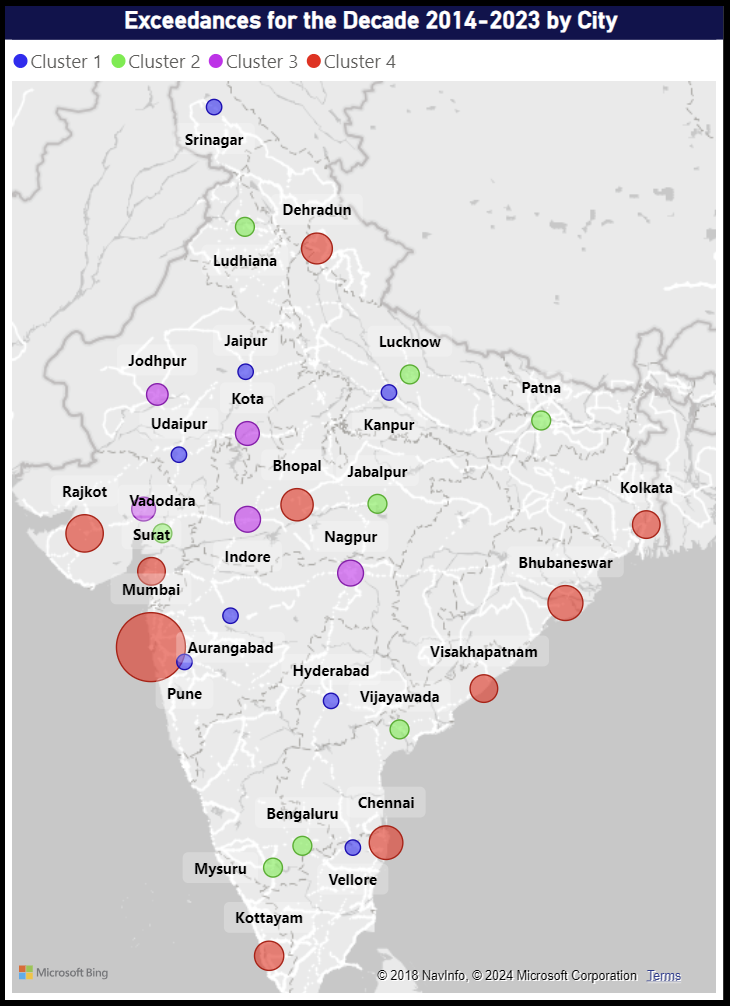 Exceedances for the Decade 2014-2023 by City
Cluster 1 Cluster 2 Cluster 3 Cluster 4
Srinagar
Dehradun
Ludhiana
Jaipur
Lucknow
Jodhpur
Patna
Kota
Udaipur
Kanpur
Bhopal
Jabalpur
Kolkata
Rajkot
Vadodara
Surat
Nagpur
Indore
Bhubaneswar
Mumbai
Aurangabad
Visakhapatnam
Hyderabad
Pune
Vijayawada
Chennai
Bengaluru
Mysuru
Vellore
Kottayam
Microsoft Bing
© 2018 NavInfo, © 2024 Microsoft Corporation Terms